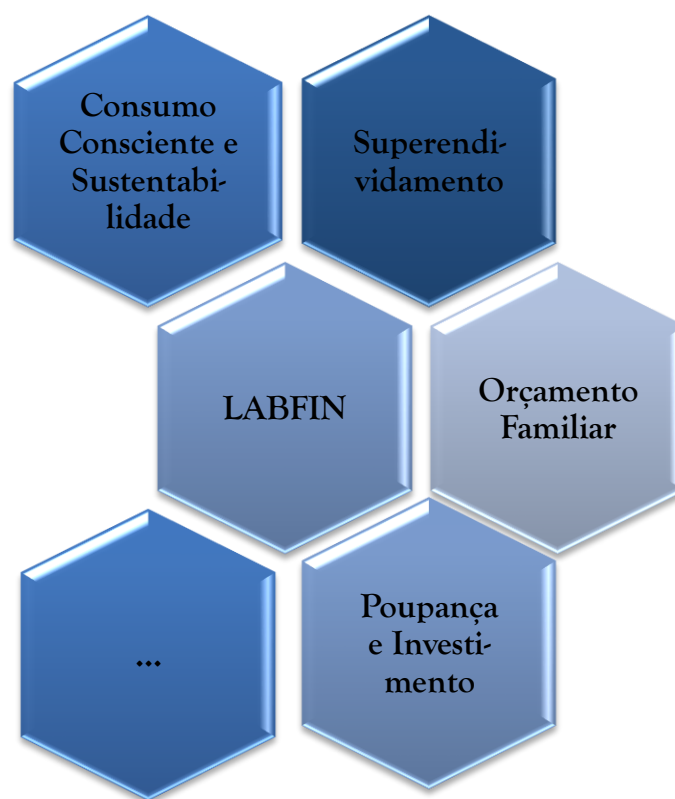 Consumo
Consciente e
Sustentabi-
lidade
Superendi-
vidamento
LABFIN
Orçamento
Familiar
...
Poupança
e Investi-
mento